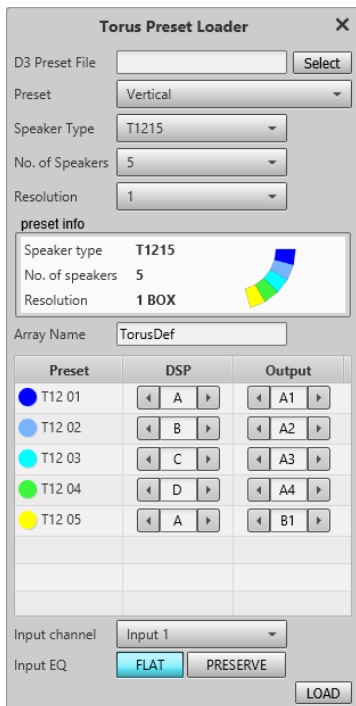 Torus Preset Loader
D3 Preset File Select
Preset Vertical
Speaker Type T1215
No. of Speakers 5
Resolution 1
preset info
Speaker type T1215
No. of speakers 5
Resolution 1 BOX
Array Name TorusDef
Preset DSP Output
T12 01 A A1
T12 02 B A2
T12 03 C A3
T12 04 D A4
T12 05 A B1
Input channel Input 1
Input EQ FLAT PRESERVE
LOAD